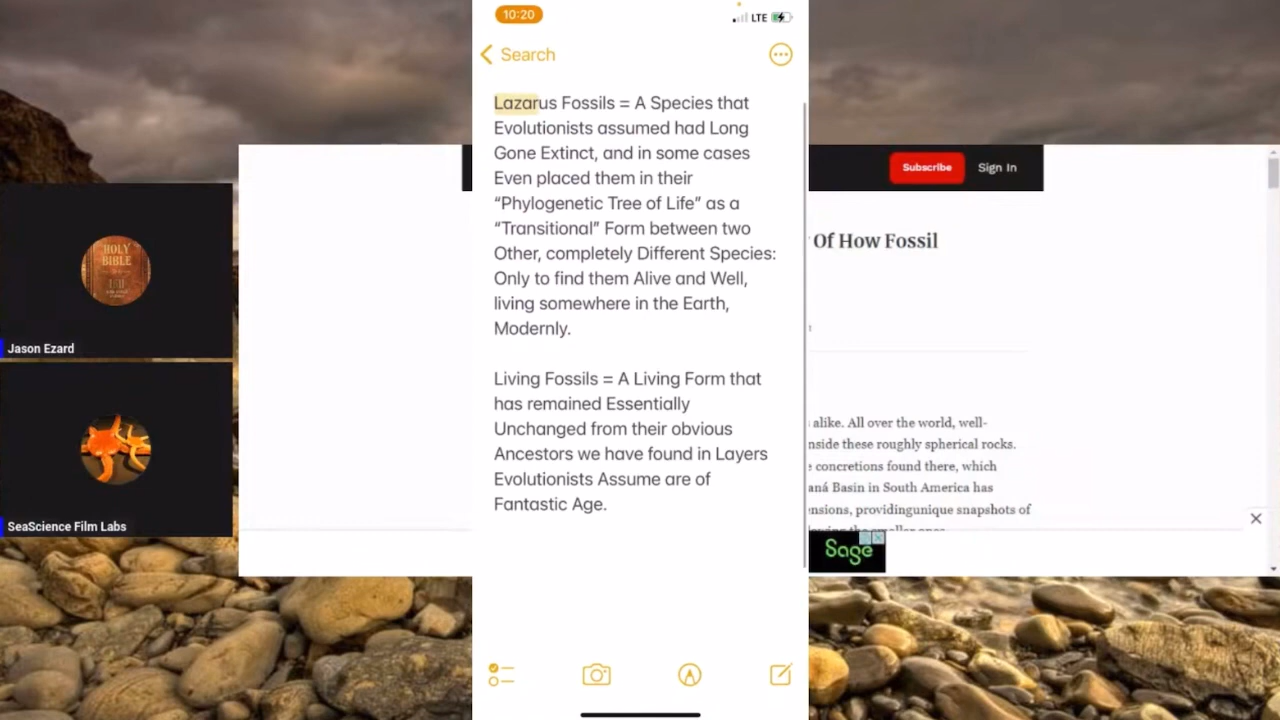 10:20
LTE
Search
Lazarus Fossils = A Species that
Evolutionists assumed had Long
Gone Extinct, and in some cases
Even placed them in their
“Phylogenetic Tree of Life” as a
“Transitional” Form between two
Other, completely Different Species:
Only to find them Alive and Well,
living somewhere in the Earth,
Modernly.
Living Fossils = A Living Form that
has remained Essentially
Unchanged from their obvious
Ancestors we have found in Layers
Evolutionists Assume are of
Fantastic Age.
HOLY
BIBLE
Jason Ezard
SeaScience Film Labs
Subscribe
Sign In
Of How Fossil
alike. All over the world, well-
nside these roughly spherical rocks.
concretions found there, which
aná Basin in South America has
ensions, providingunique snapshots of
Sage